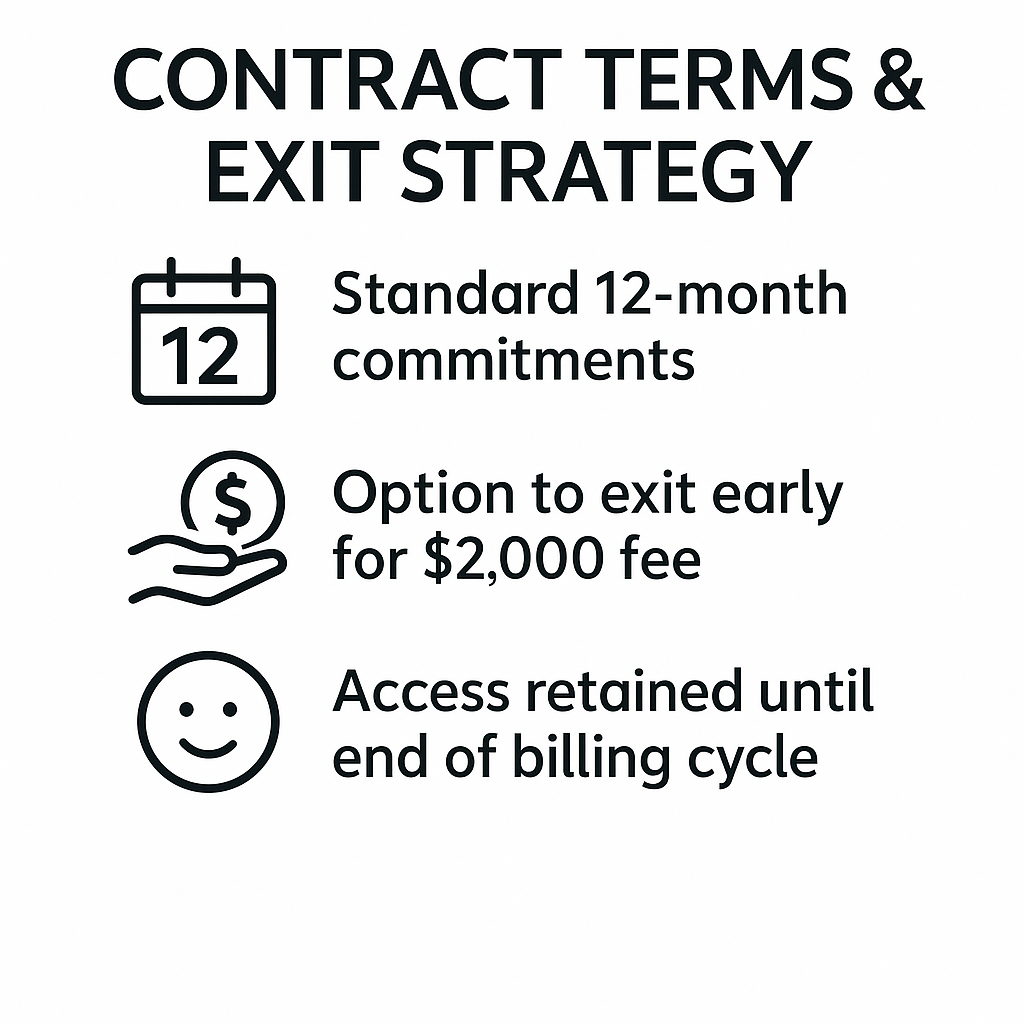 CONTRACT TERMS &
EXIT STRATEGY
12
Standard 12-month
commitments
$
Option to exit early
for $2,000 fee
Access retained until
end of billing cycle